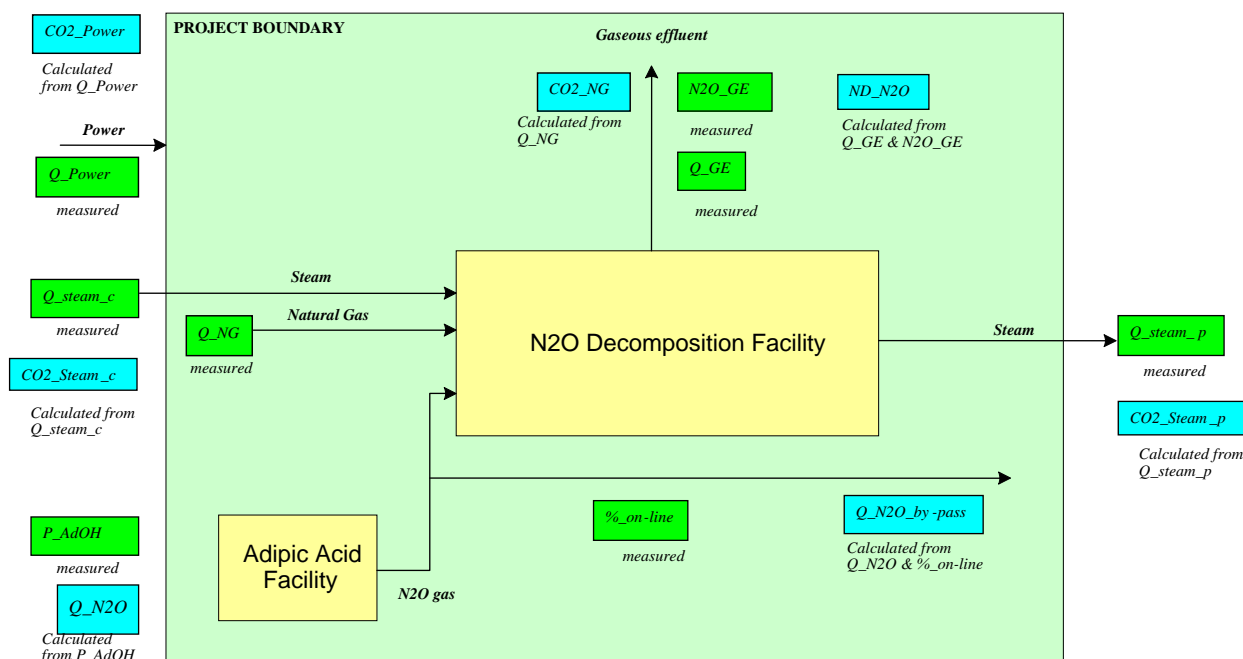 CO2_Power
Calculated
from Q_Power
Power
Q_Power
measured
PROJECT BOUNDARY
Gaseous effluent
CO2_NG
Calculated from
Q_NG
N2O_GE
measured
Q_GE
measured
ND_N2O
Calculated from
Q_GE & N2O_GE
Q_steam_c
measured
Steam
Natural Gas
Q_NG
measured
N2O Decomposition Facility
Steam
Q_steam_p
measured
CO2_Steam_c
Calculated from
Q_steam_c
CO2_Steam_p
Calculated from
Q_steam_p
P_AdOH
measured
Q_N2O
Calculated
from P_AdOH
Adipic Acid
Facility
N2O gas
%_on-line
measured
Q_N2O_by-pass
Calculated from
Q_N2O & %_on-line